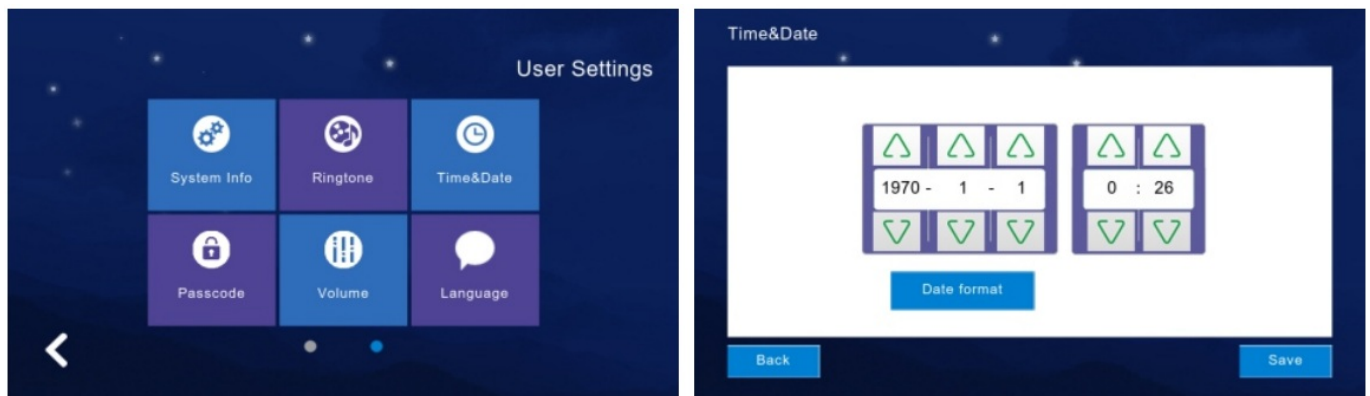 User Settings
System Info Ringtone Time&Date
Passcode Volume Language
Time&Date
1970 - 1 - 1 0 : 26
Date format
Back Save